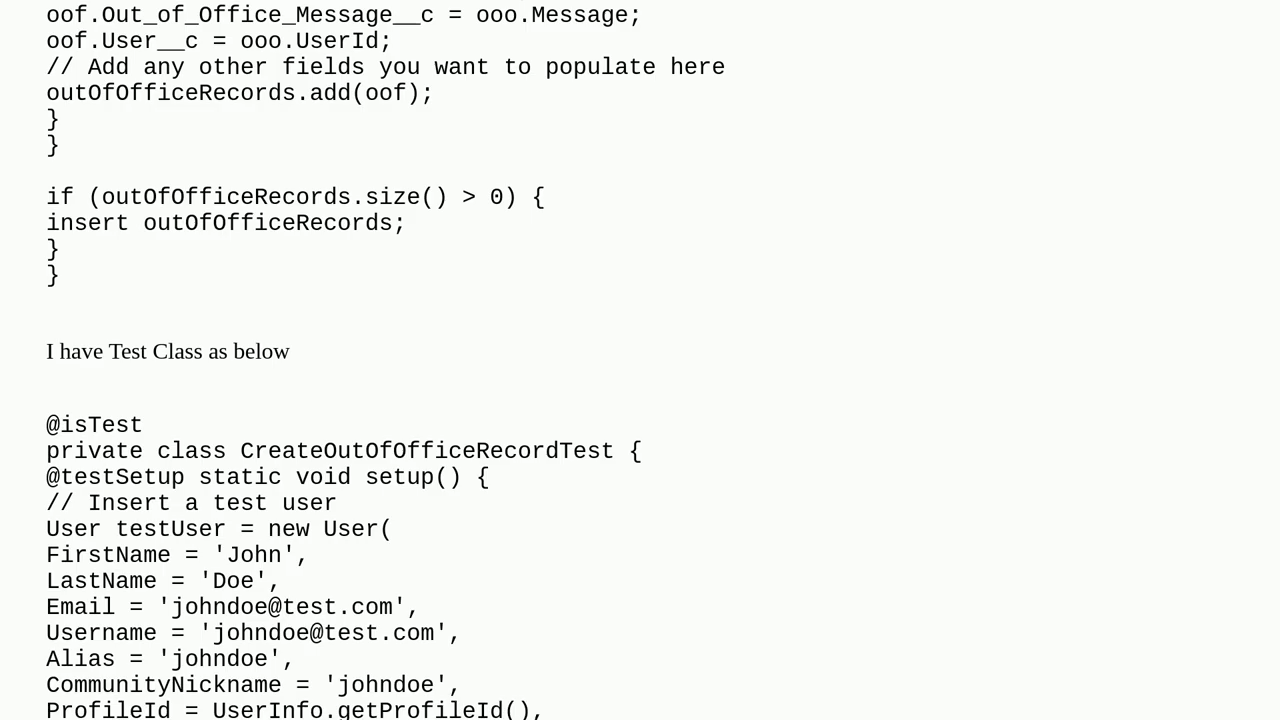 oof.Out_of_Office_Message__c = ooo.Message;
oof.User__c = ooo.UserId;
// Add any other fields you want to populate here
outOfOfficeRecords.add(oof);
}
}
if (outOfOfficeRecords.size() > 0) {
insert outOfOfficeRecords;
}
}
I have Test Class as below
@isTest
private class CreateOutOfOfficeRecordTest {
@testSetup static void setup() {
// Insert a test user
User testUser = new User(
FirstName = 'John',
LastName = 'Doe',
Email = 'johndoe@test.com',
Username = 'johndoe@test.com',
Alias = 'johndoe',
CommunityNickname = 'johndoe',
ProfileId = UserInfo.getProfileId(),